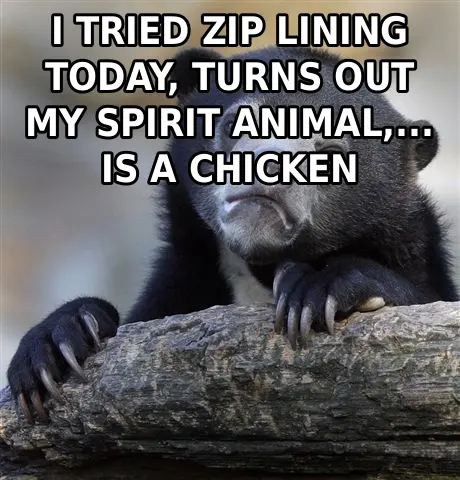 I TRIED ZIP LINING
TODAY, TURNS OUT
MY SPIRIT ANIMAL,...
IS A CHICKEN